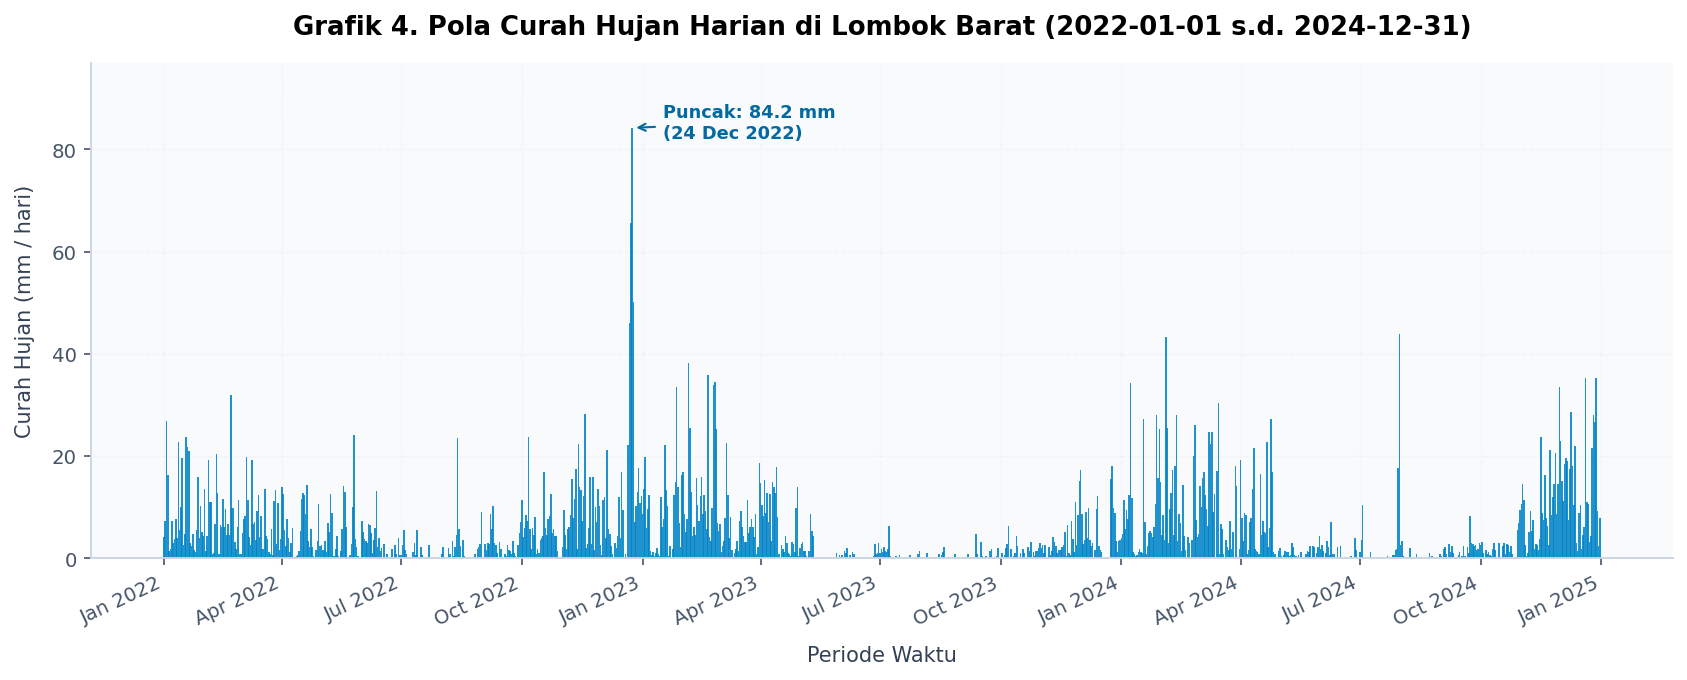 Grafik 4. Pola Curah Hujan Harian di Lombok Barat (2022-01-01 s.d. 2024-12-31)
Puncak: 84.2 mm
(24 Dec 2022)
Curah Hujan (mm / hari)
80
60
40
20
0
Jan 2022
Apr 2022
Jul 2022
Oct 2022
Jan 2023
Apr 2023
Jul 2023
Oct 2023
Jan 2024
Apr 2024
Jul 2024
Oct 2024
Jan 2025
Periode Waktu